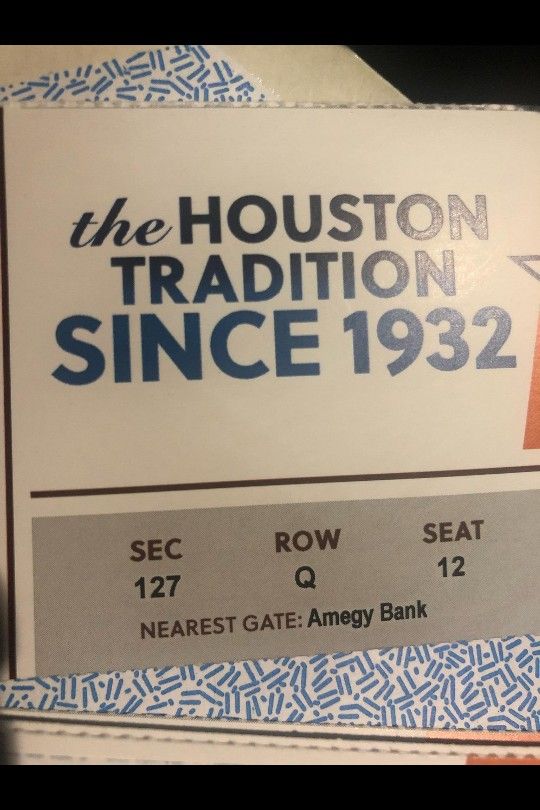 the HOUSTON
TRADITION
SINCE 1932
SEC ROW SEAT
127 Q 12
NEAREST GATE: Amegy Bank